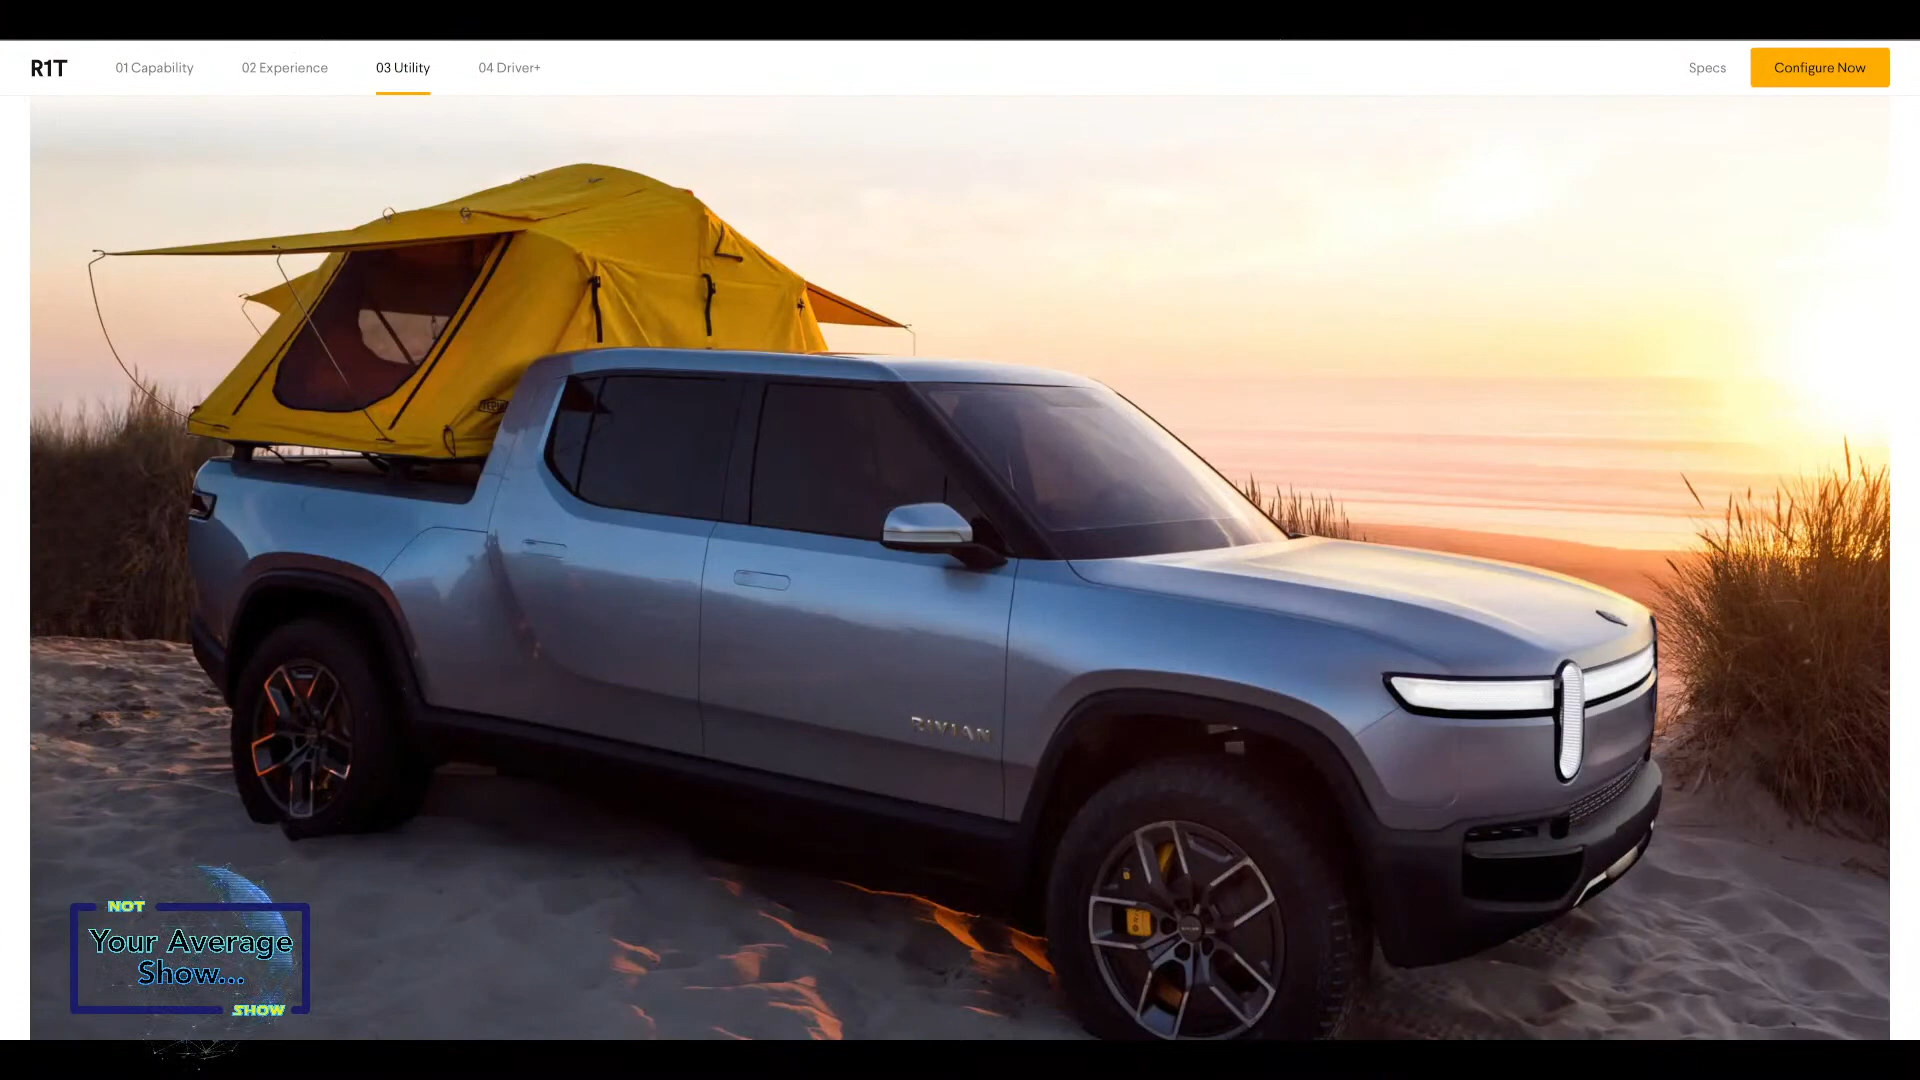 R1T
01 Capability
02 Experience
03 Utility
04 Driver+
Specs
Configure Now
RIVIAN
NOT
Your Average
Show...
SHOW